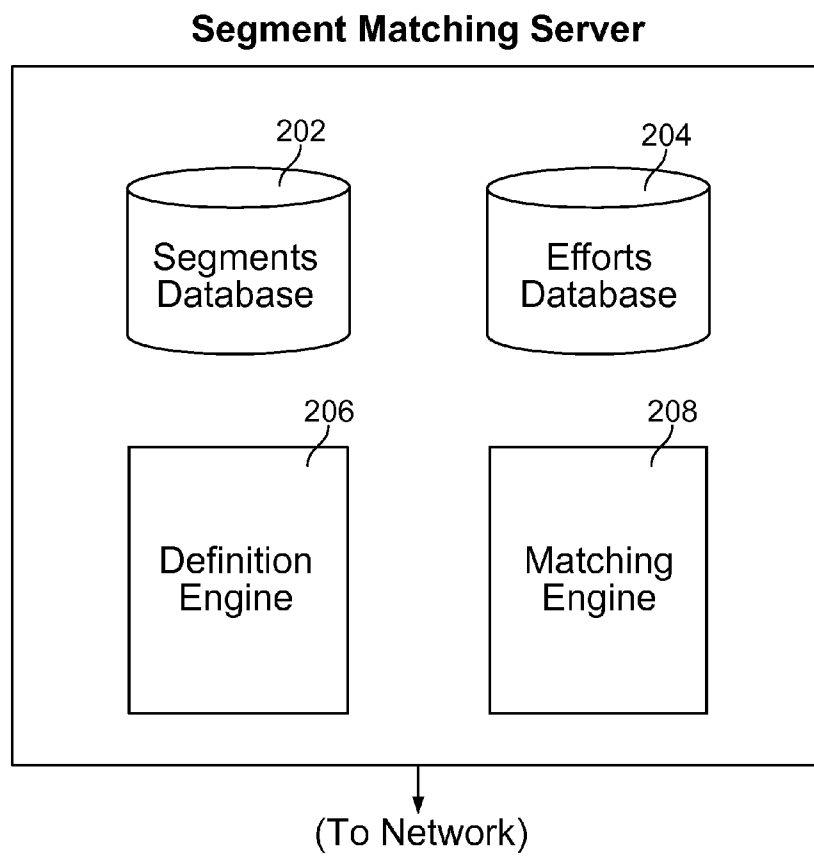 Segment Matching Server
202
204
Segments
Database
Efforts
Database
206
208
Definition
Engine
Matching
Engine
(To Network)